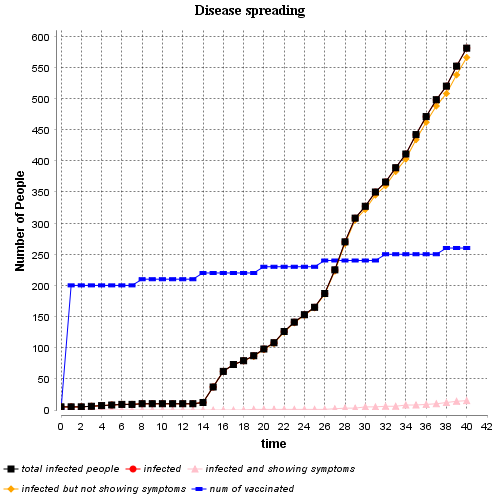 Disease spreading
Number of People
600
550
500
450
400
350
300
250
200
150
100
50
0
0 2 4 6 8 10 12 14 16 18 20 22 24 26 28 30 32 34 36 38 40 42
time
total infected people infected infected and showing symptoms
infected but not showing symptoms num of vaccinated